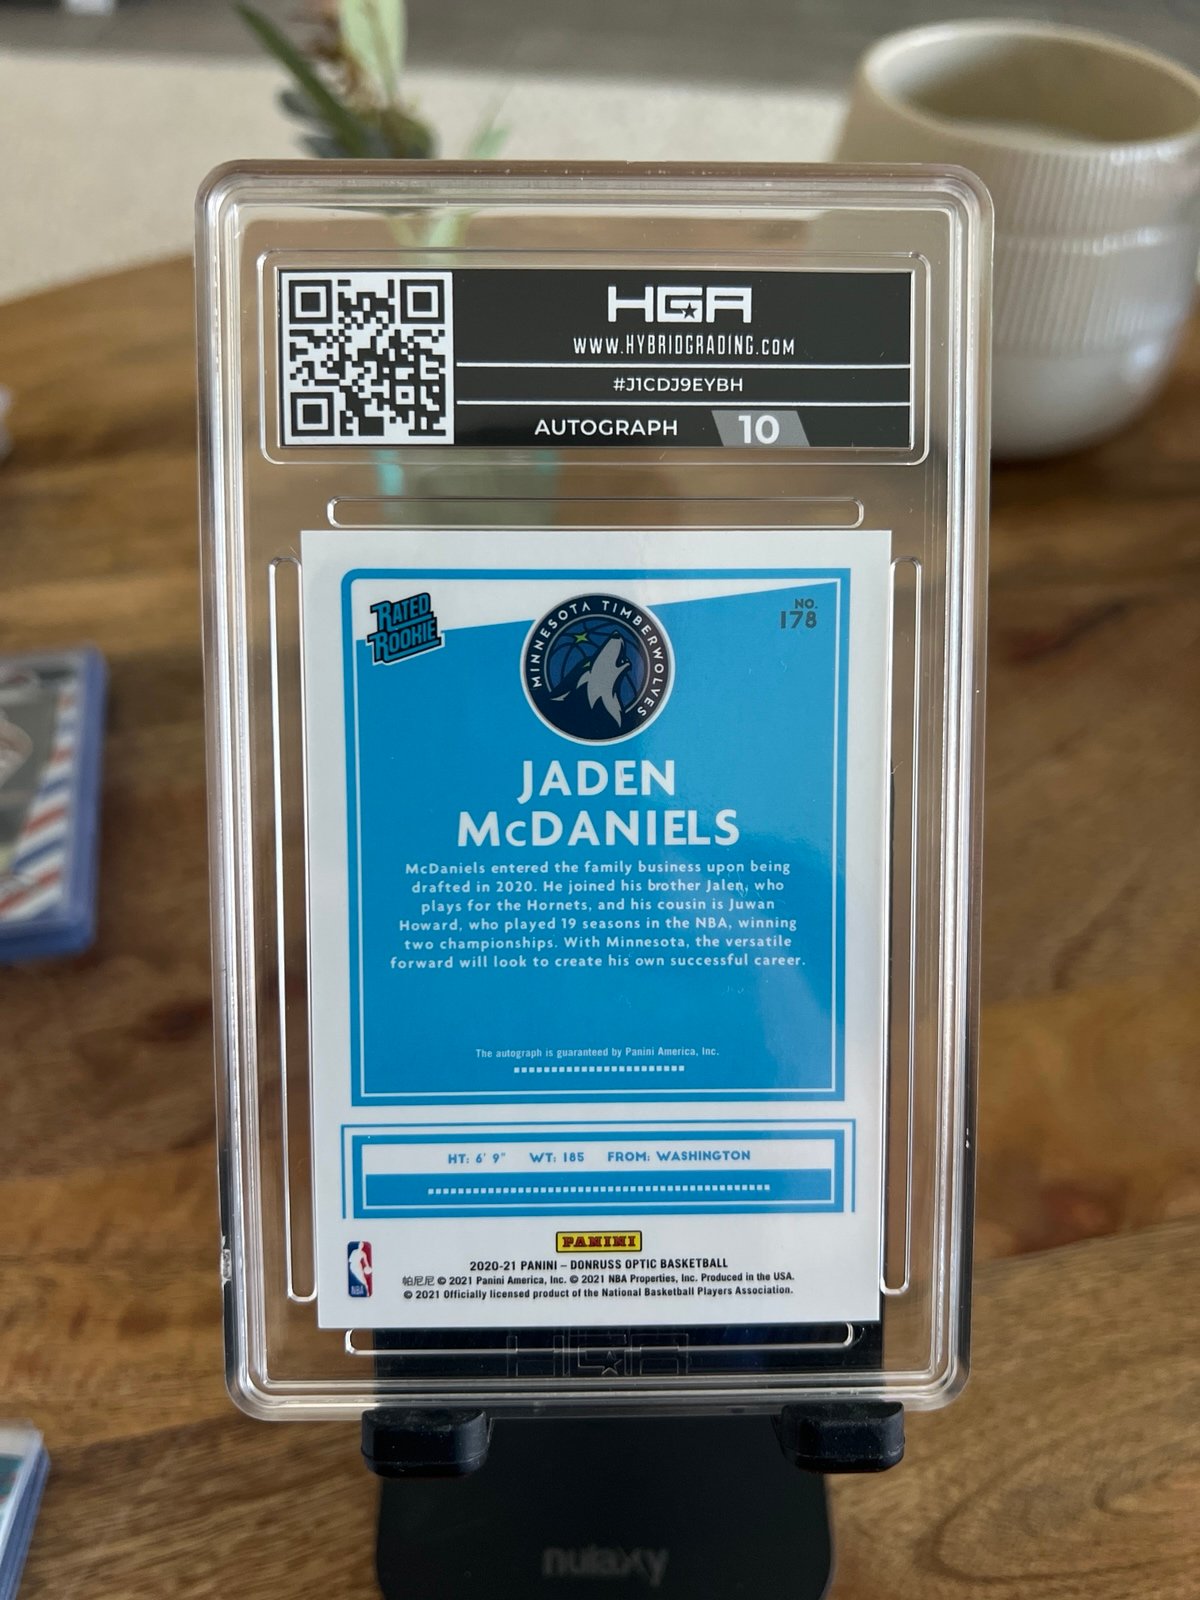 HGA
WWW.HYBRIDGRADING.COM
#J1CDJ9EYBH
AUTOGRAPH 10
RATED
ROOKIE
MINNESOTA TIMBERWOLVES
NO.
178
JADEN
McDANIELS
McDaniels entered the family business upon being
drafted in 2020. He joined his brother Jalen, who
plays for the Hornets, and his cousin is Juwan
Howard, who played 19 seasons in the NBA, winning
two championships. With Minnesota, the versatile
forward will look to create his own successful career.
The autograph is guaranteed by Panini America, Inc.
HT: 6' 9" WT: 185 FROM: WASHINGTON
PANINI
NBA
2020-21 PANINI – DONRUSS OPTIC BASKETBALL
帕尼尼 © 2021 Panini America, Inc. © 2021 NBA Properties, Inc. Produced in the USA.
© 2021 Officially licensed product of the National Basketball Players Association.
HGA
nulaxy